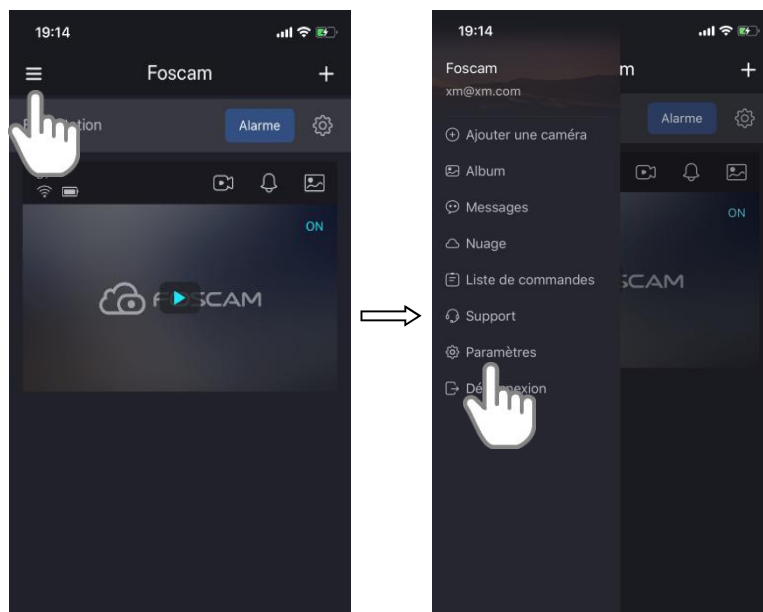 19:14
Foscam
Alarme
ON
FOSCAM
19:14
Foscam
m
xm@xm.com
Ajouter une caméra
Alarme
Album
Messages
ON
Nuage
Liste de commandes
SCAM
Support
Paramètres